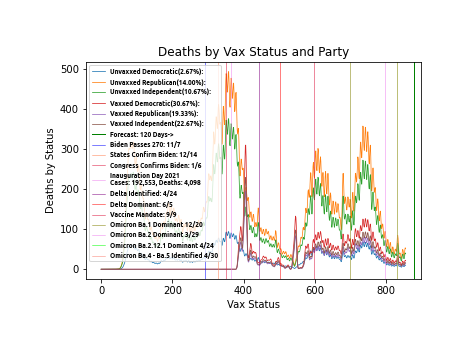 Deaths by Vax Status and Party
500
400
300
200
100
0
Deaths by Status
Unvaxxed Democratic(2.67%):
Unvaxxed Republican(14.00%):
Unvaxxed Independent(10.67%):
Vaxxed Democratic(30.67%):
Vaxxed Republican(19.33%):
Vaxxed Independent(22.67%):
Forecast: 120 Days->
Biden Passes 270: 11/7
States Confirm Biden: 12/14
Congress Confirms Biden: 1/6
Inauguration Day 2021
Cases: 192,553, Deaths: 4,098
Delta Identified: 4/24
Delta Dominant: 6/5
Vaccine Mandate: 9/9
Omicron Ba.1 Dominant 12/20
Omicron Ba.2 Dominant 3/29
Omicron Ba.2.12.1 Dominant 4/24
Omicron Ba.4 - Ba.5 Identified 4/30
0 200 400 600 800
Vax Status